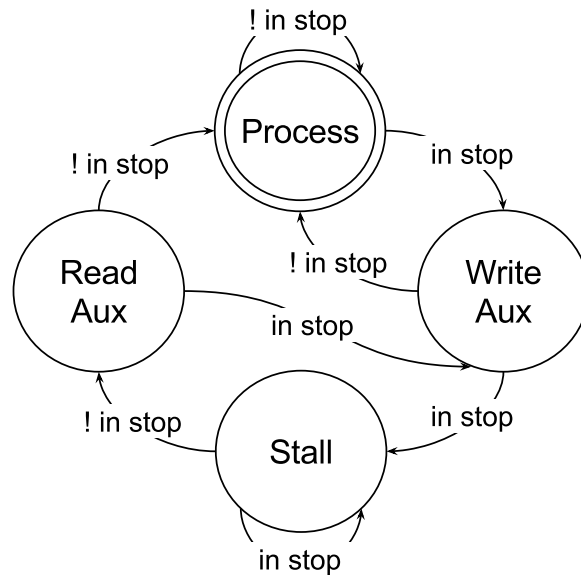 ! in stop
Process
in stop
! in stop
! in stop
Read
Aux
Write
Aux
in stop
! in stop
in stop
Stall
in stop